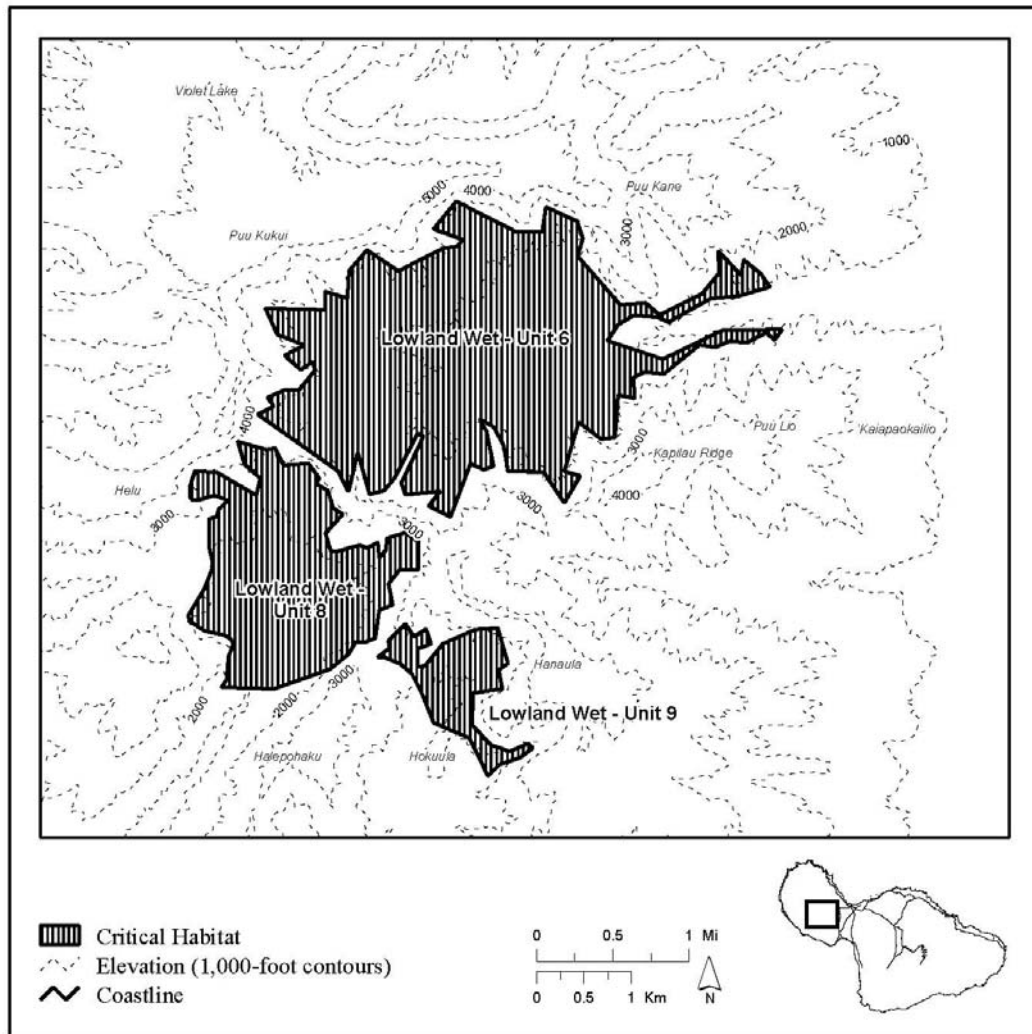 Violet Lake
1000
Puu Kane
5000
4000
3000
2000
Puu Kukui
Lowland Wet - Unit 6
4000
Puu Lio
Kaiapaokailio
3000
Kapilau Ridge
Helu
3000
3000
4000
3000
Lowland Wet -
Unit 8
Hanaula
3000
2000
2000
Lowland Wet - Unit 9
Halepohaku
Hokuula
Critical Habitat
Elevation (1,000-foot contours)
Coastline
0 0.5 1 Mi
0 0.5 1 Km
N